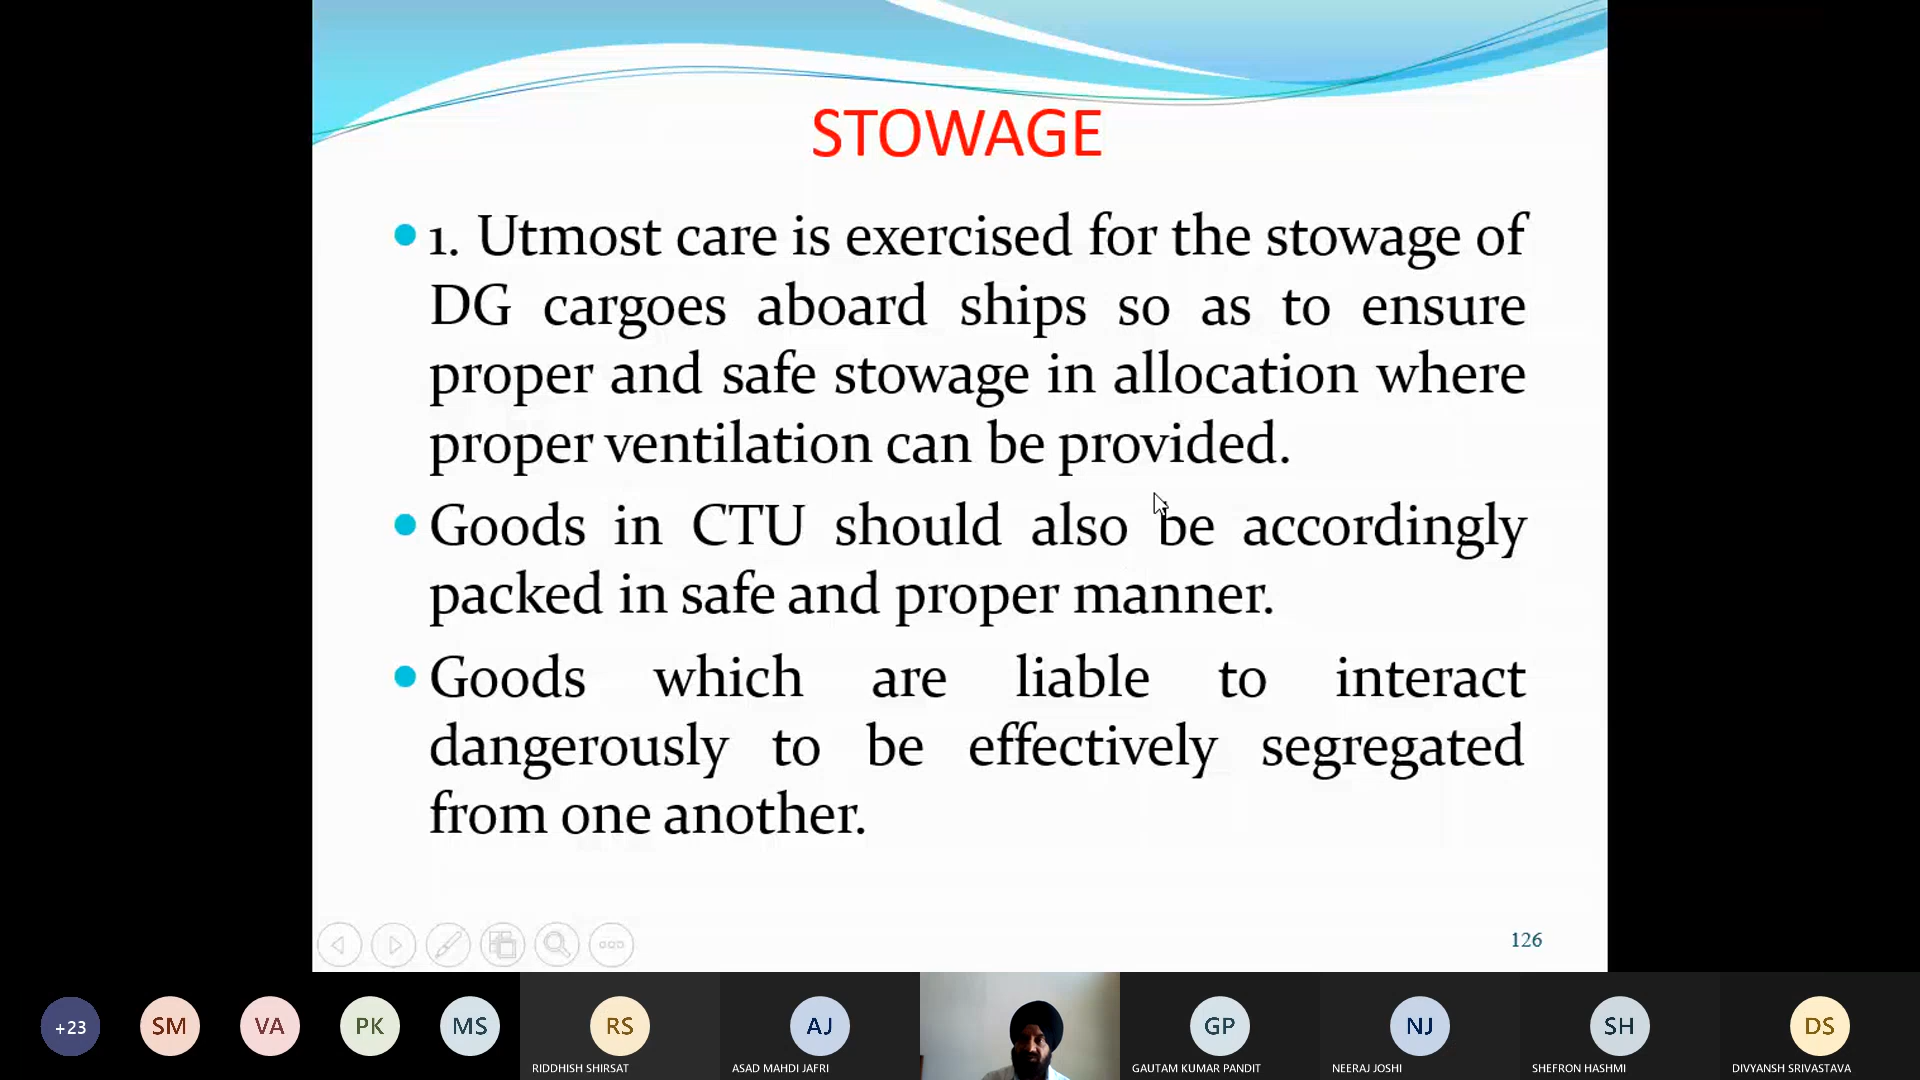 STOWAGE
1. Utmost care is exercised for the stowage of
DG cargoes aboard ships so as to ensure
proper and safe stowage in allocation where
proper ventilation can be provided.
Goods in CTU should also be accordingly
packed in safe and proper manner.
Goods which are liable to interact
dangerously to be effectively segregated
from one another.
126
+23 SM VA PK MS RS AJ GP NJ SH DS
RIDDHISH SHIRSAT ASAD MAHDI JAFRI GAUTAM KUMAR PANDIT NEERAJ JOSHI SHEFRON HASHMI DIVYANSH SRIVASTAVA